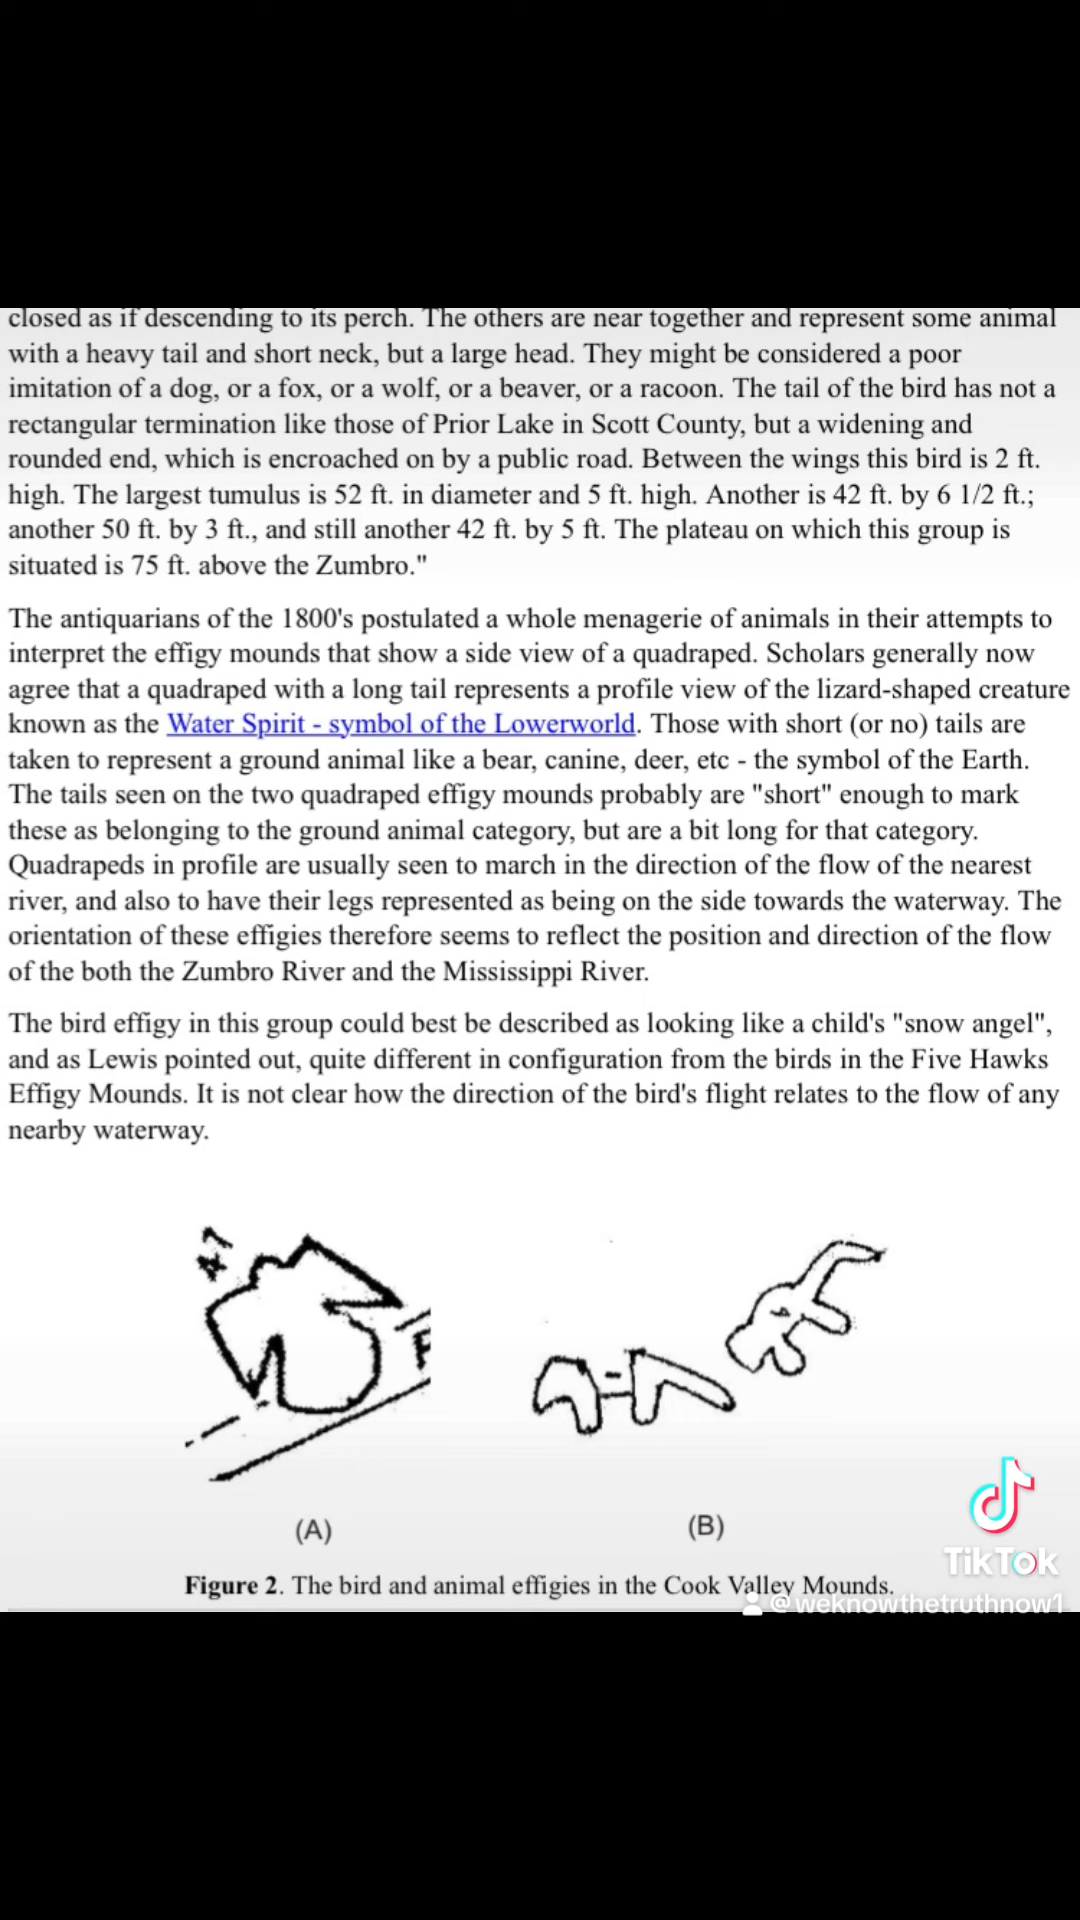 closed as if descending to its perch. The others are near together and represent some animal
with a heavy tail and short neck, but a large head. They might be considered a poor
imitation of a dog, or a fox, or a wolf, or a beaver, or a racoon. The tail of the bird has not a
rectangular termination like those of Prior Lake in Scott County, but a widening and
rounded end, which is encroached on by a public road. Between the wings this bird is 2 ft.
high. The largest tumulus is 52 ft. in diameter and 5 ft. high. Another is 42 ft. by 6 1/2 ft.;
another 50 ft. by 3 ft., and still another 42 ft. by 5 ft. The plateau on which this group is
situated is 75 ft. above the Zumbro."
The antiquarians of the 1800's postulated a whole menagerie of animals in their attempts to
interpret the effigy mounds that show a side view of a quadraped. Scholars generally now
agree that a quadraped with a long tail represents a profile view of the lizard-shaped creature
known as the Water Spirit - symbol of the Lowerworld. Those with short (or no) tails are
taken to represent a ground animal like a bear, canine, deer, etc - the symbol of the Earth.
The tails seen on the two quadraped effigy mounds probably are "short" enough to mark
these as belonging to the ground animal category, but are a bit long for that category.
Quadrapeds in profile are usually seen to march in the direction of the flow of the nearest
river, and also to have their legs represented as being on the side towards the waterway. The
orientation of these effigies therefore seems to reflect the position and direction of the flow
of the both the Zumbro River and the Mississippi River.
The bird effigy in this group could best be described as looking like a child's "snow angel",
and as Lewis pointed out, quite different in configuration from the birds in the Five Hawks
Effigy Mounds. It is not clear how the direction of the bird's flight relates to the flow of any
nearby waterway.
(A)
(B)
Figure 2. The bird and animal effigies in the Cook Valley Mounds.
TikTok
@weknowthetruthnow1